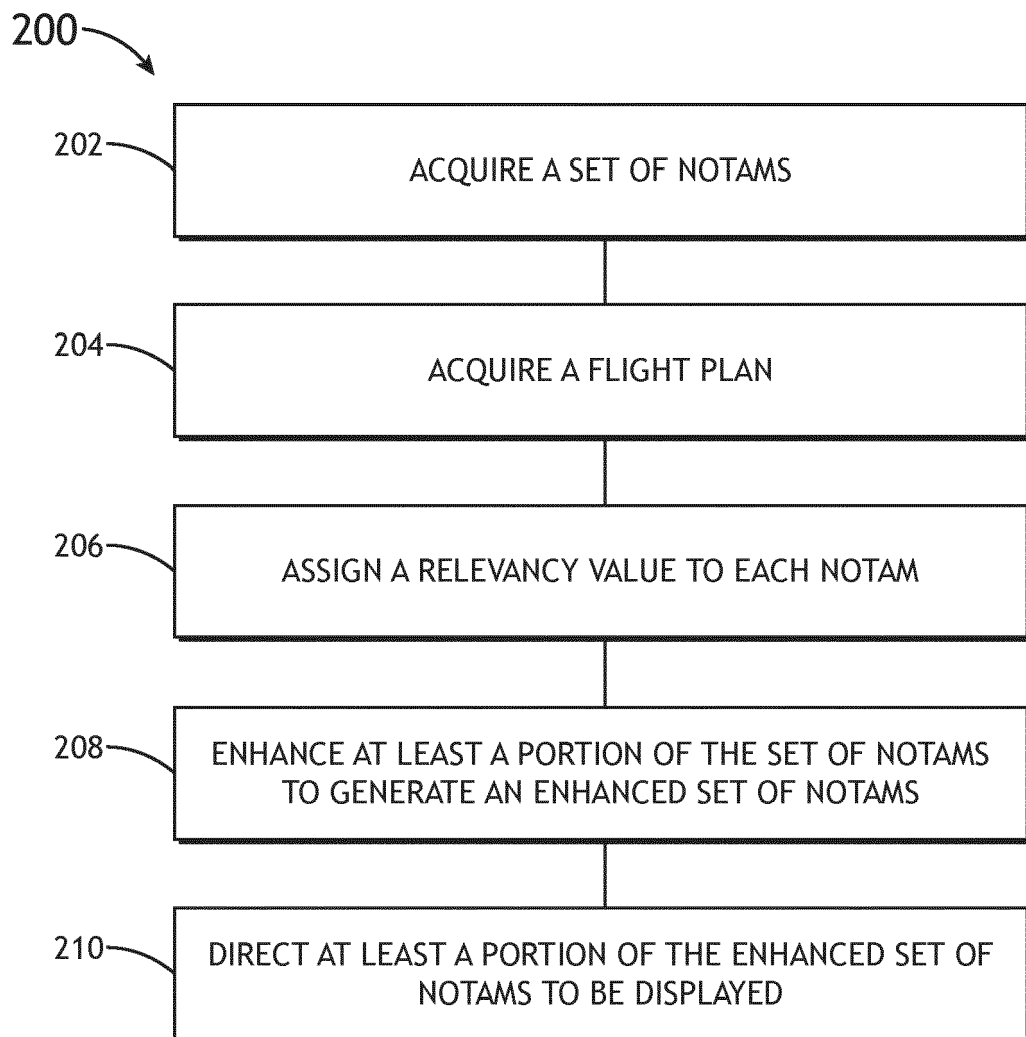 200
202
ACQUIRE A SET OF NOTAMS
204
ACQUIRE A FLIGHT PLAN
206
ASSIGN A RELEVANCY VALUE TO EACH NOTAM
208
ENHANCE AT LEAST A PORTION OF THE SET OF NOTAMS
TO GENERATE AN ENHANCED SET OF NOTAMS
210
DIRECT AT LEAST A PORTION OF THE ENHANCED SET OF
NOTAMS TO BE DISPLAYED